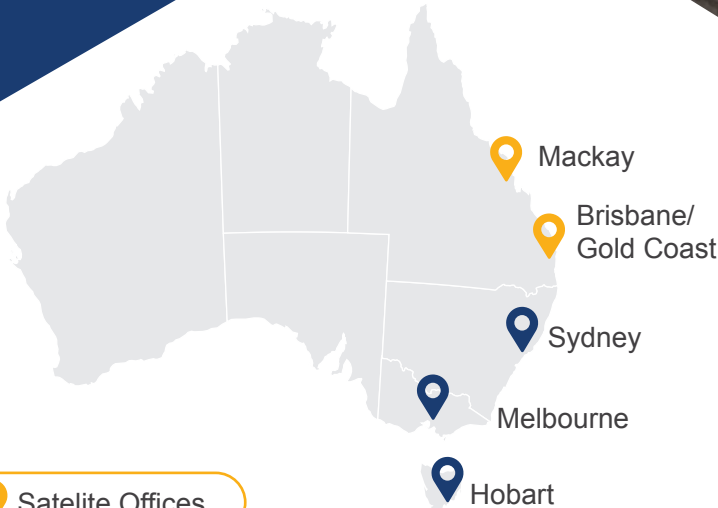 Mackay
Brisbane/
Gold Coast
Sydney
Melbourne
Hobart
Satelite Offices